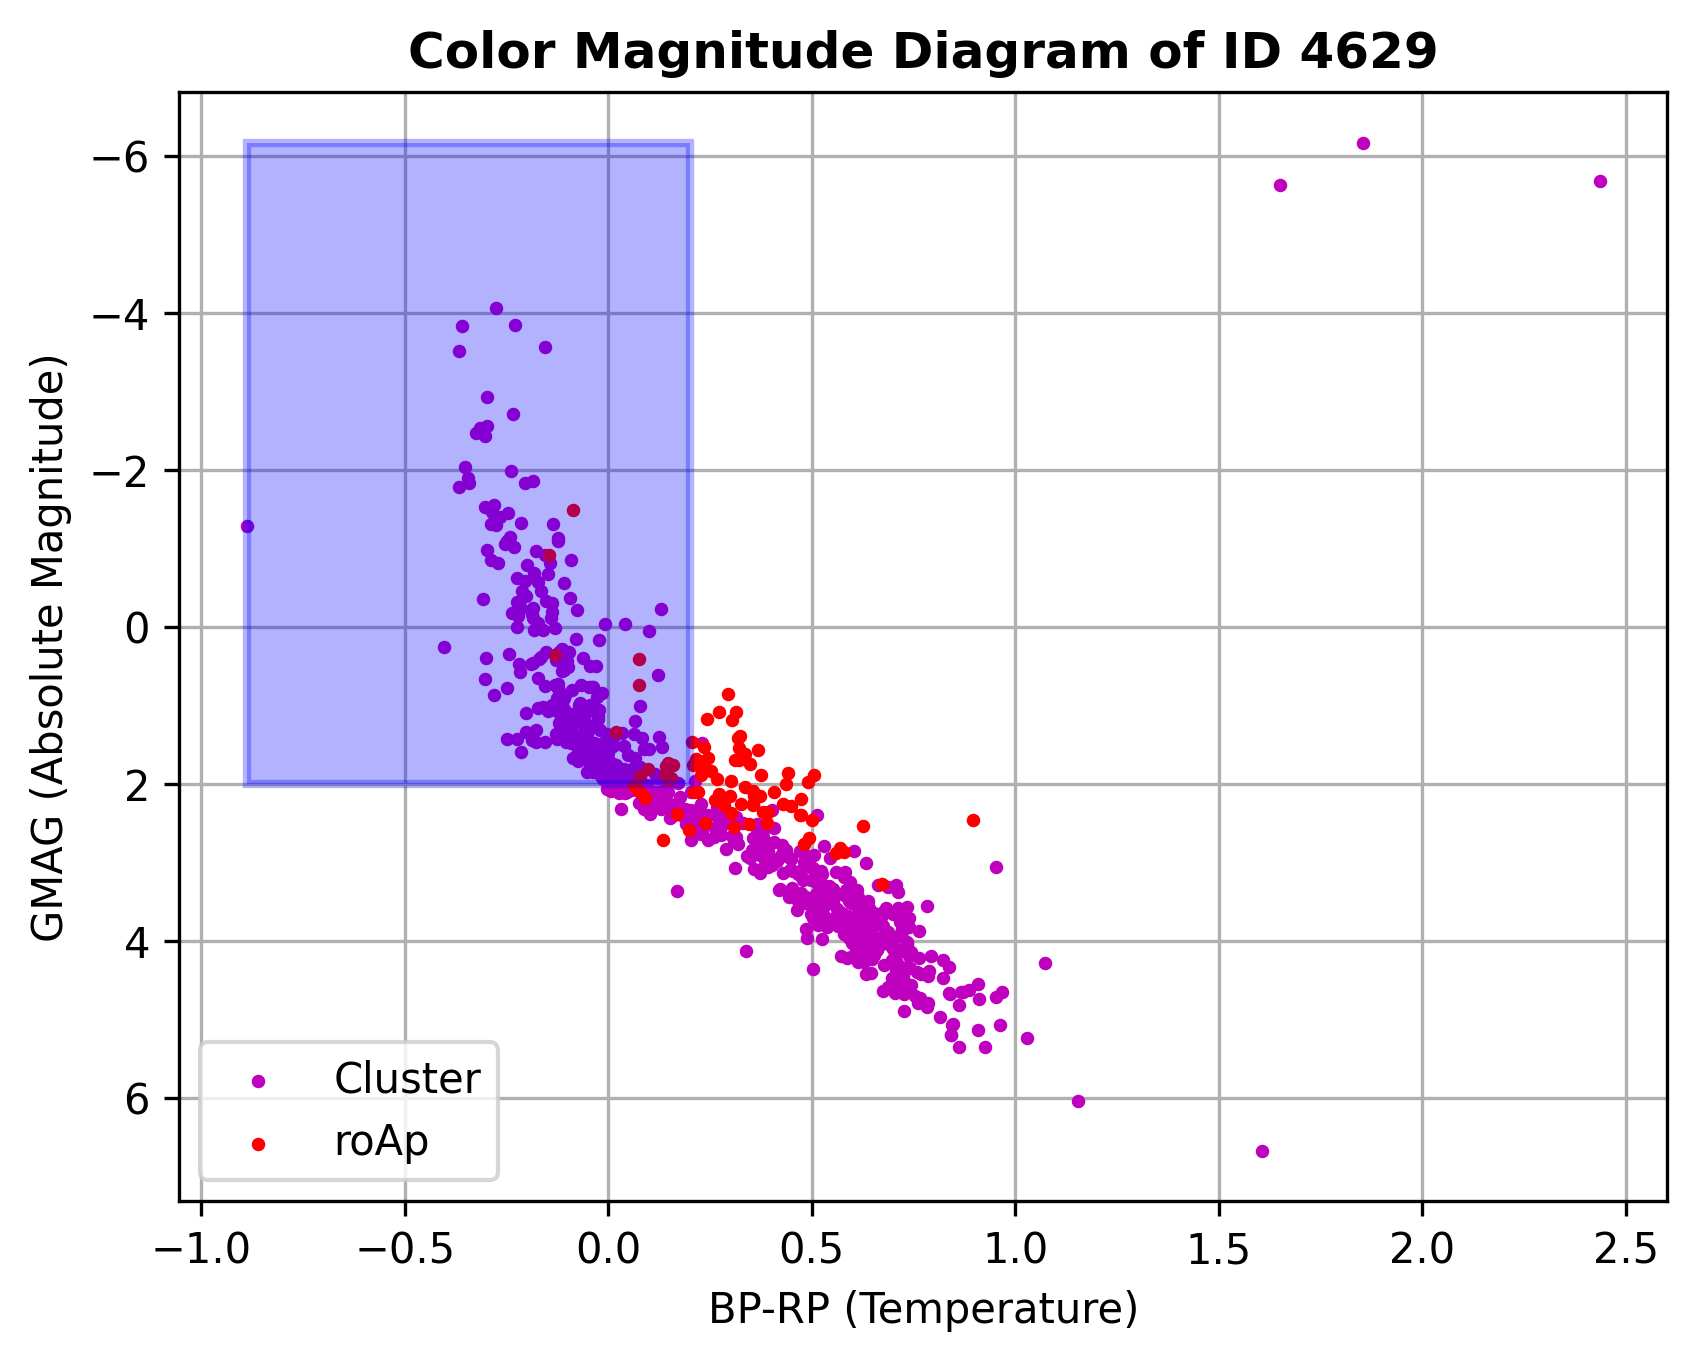 Color Magnitude Diagram of ID 4629
GMAG (Absolute Magnitude)
−6
−4
−2
0
2
4
6
Cluster
roAp
−1.0 −0.5 0.0 0.5 1.0 1.5 2.0 2.5
BP-RP (Temperature)